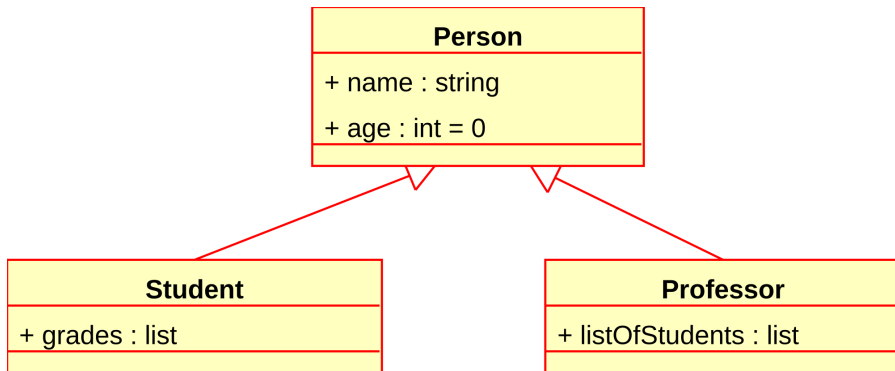 Person
+ name : string
+ age : int = 0
Student
+ grades : list
Professor
+ listOfStudents : list